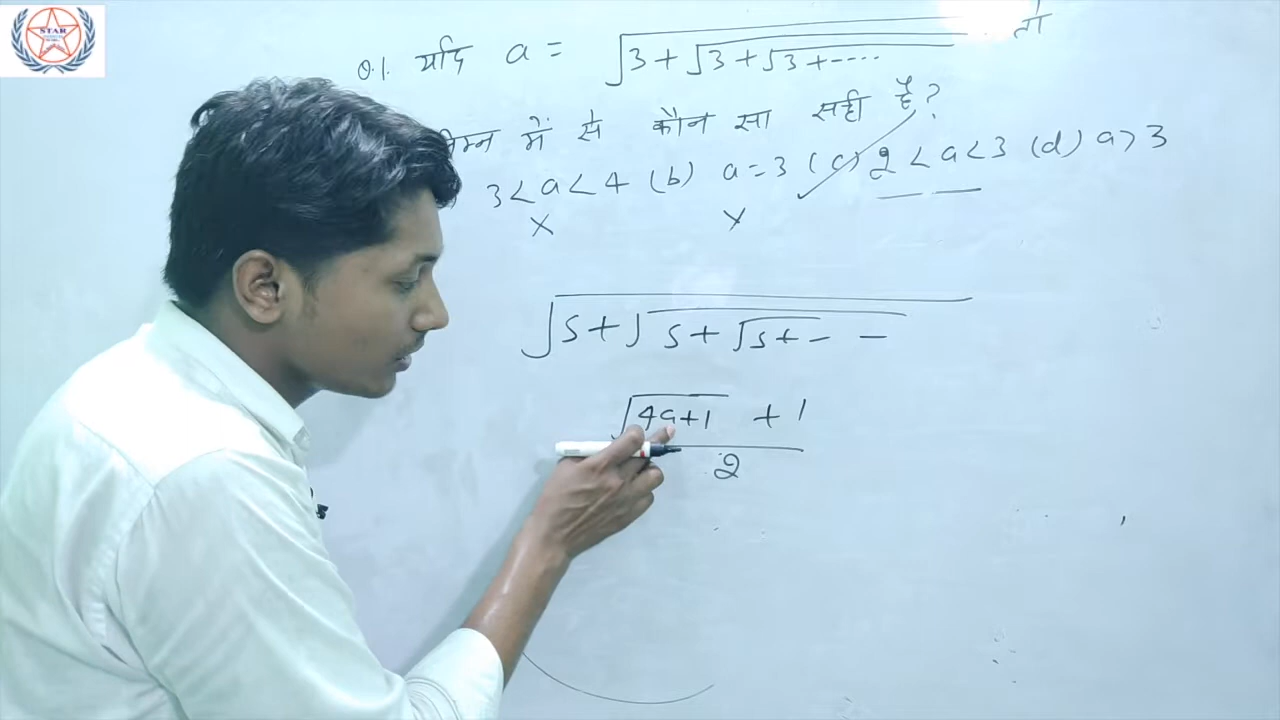 STAR
Q.1. यदि a = √3+√3+√3+---- तो
निम्न में से कौन सा सही है?
3<a<4 (b) a=3 (c) 2<a<3 (d) a>3
√5+√5+√5+- -
√4a+1 + 1
2